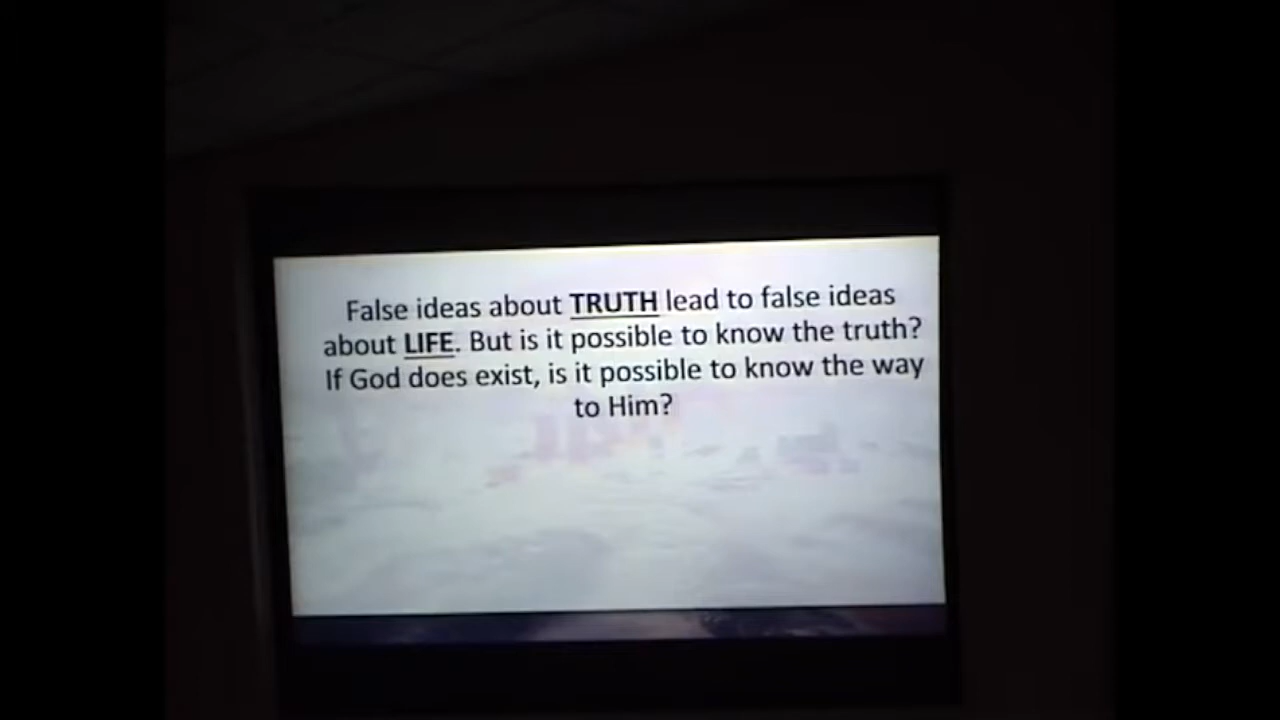 False ideas about TRUTH lead to false ideas
about LIFE. But is it possible to know the truth?
If God does exist, is it possible to know the way
to Him?